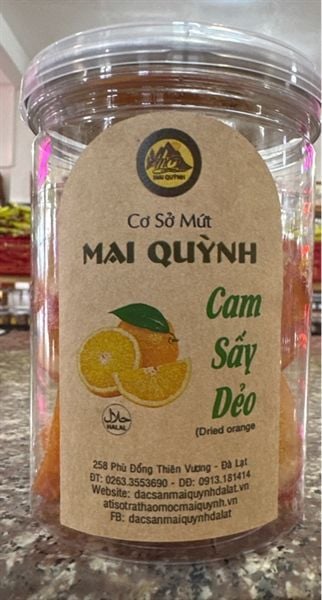 MAI QUỲNH
Cơ Sở Mứt
MAI QUỲNH
Cam
Sấy
Dẻo
(Dried orange
حلال
HALAL
258 Phù Đổng Thiên Vương - Đà Lạt
ĐT: 0263.3553690 - DĐ: 0913.181414
Website: dacsanmaiquynhdalat.vn
atisotrathaomocmaiquynh.vn
FB: dacsanmaiquynhdalat